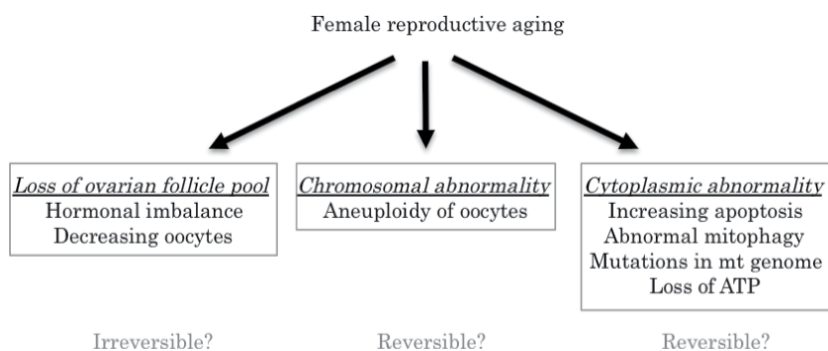 Female reproductive aging
Loss of ovarian follicle pool
Hormonal imbalance
Decreasing oocytes
Chromosomal abnormality
Aneuploidy of oocytes
Cytoplasmic abnormality
Increasing apoptosis
Abnormal mitophagy
Mutations in mt genome
Loss of ATP
Irreversible?
Reversible?
Reversible?